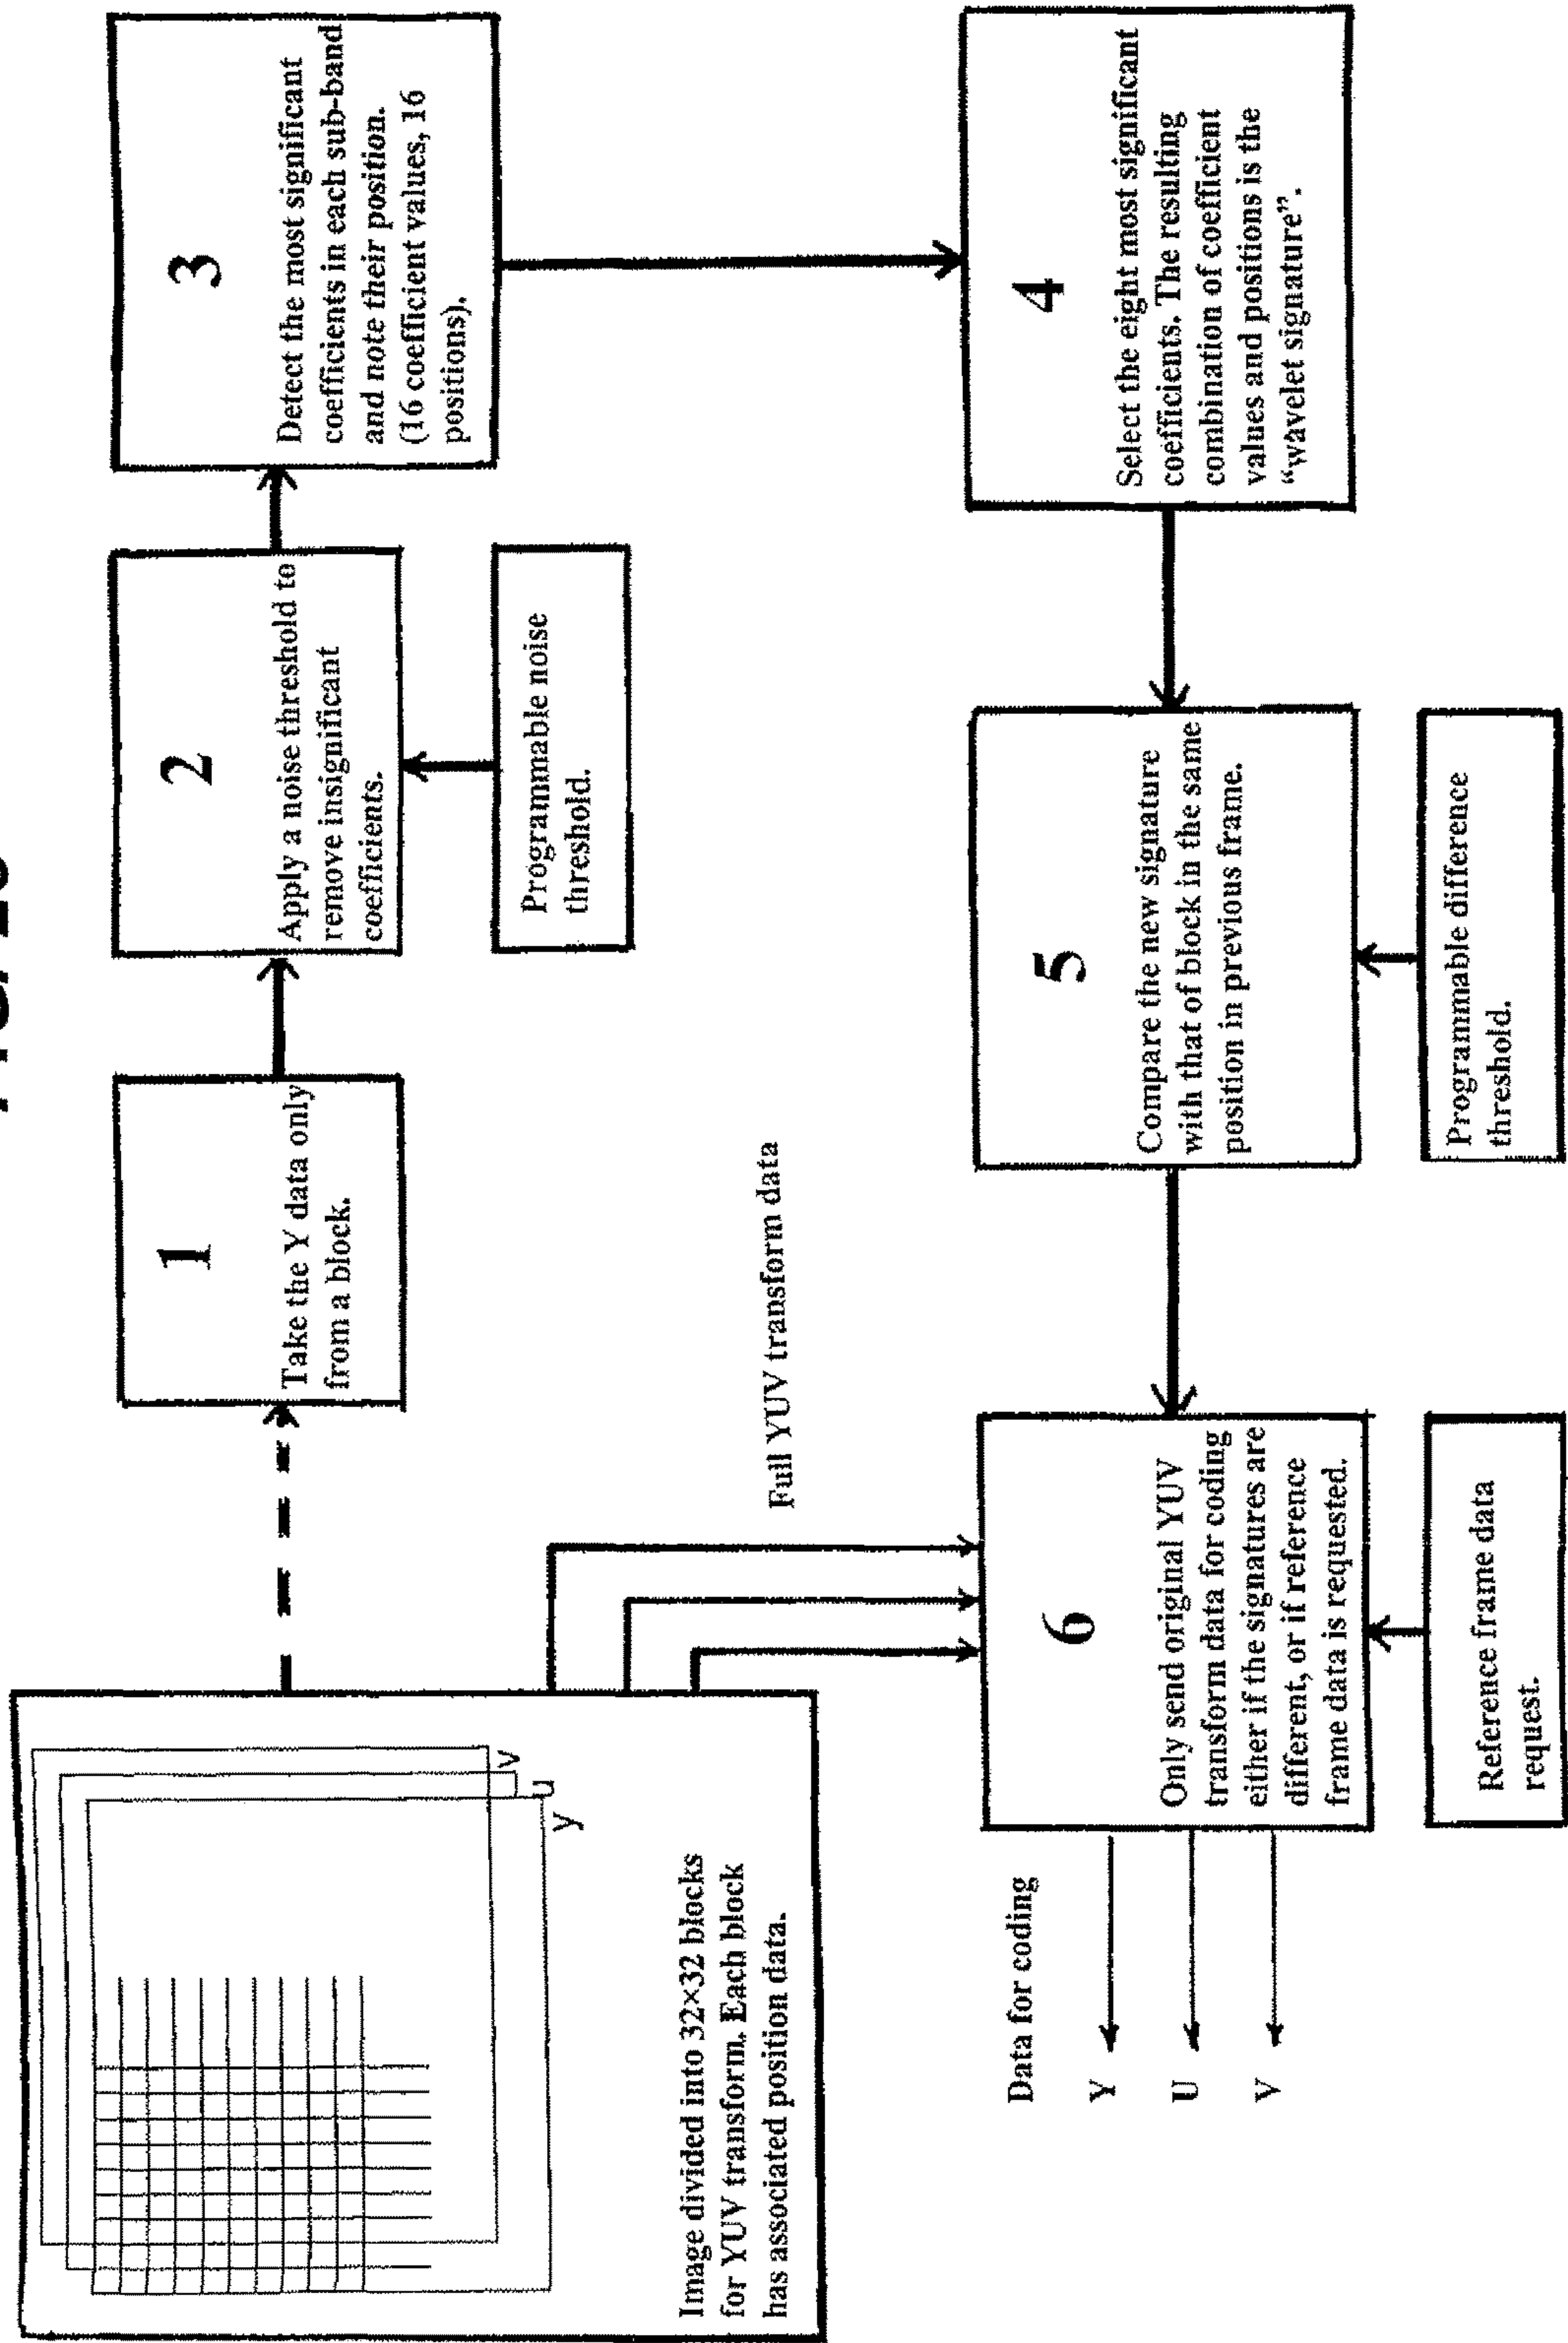 Image divided into 32×32 blocks
for YUV transform. Each block
has associated position data.
y
u
v
1
Take the Y data only
from a block.
2
Apply a noise threshold to
remove insignificant
coefficients.
Programmable noise
threshold.
3
Detect the most significant
coefficients in each sub-band
and note their position.
(16 coefficient values, 16
positions).
Full YUV transform data
4
Select the eight most significant
coefficients. The resulting
combination of coefficient
values and positions is the
“wavelet signature”.
5
Compare the new signature
with that of block in the same
position in previous frame.
Programmable difference
threshold.
6
Only send original YUV
transform data for coding
either if the signatures are
different, or if reference
frame data is requested.
Reference frame data
request.
Data for coding
Y
U
V